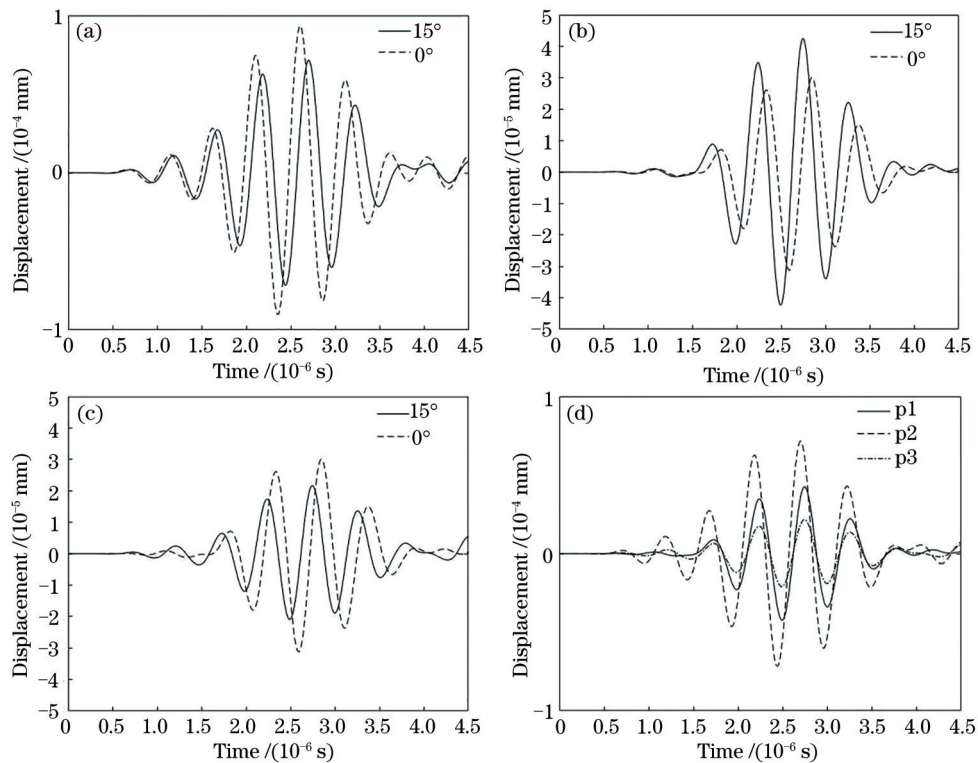 (a)
15°
0°
1
0
−1
Displacement /(10⁻⁴ mm)
0 0.5 1.0 1.5 2.0 2.5 3.0 3.5 4.0 4.5
Time /(10⁻⁶ s)
(b)
15°
0°
5
4
3
2
1
0
−1
−2
−3
−4
−5
Displacement /(10⁻⁵ mm)
0 0.5 1.0 1.5 2.0 2.5 3.0 3.5 4.0 4.5
Time /(10⁻⁶ s)
(c)
15°
0°
5
4
3
2
1
0
−1
−2
−3
−4
−5
Displacement /(10⁻⁵ mm)
0 0.5 1.0 1.5 2.0 2.5 3.0 3.5 4.0 4.5
Time /(10⁻⁶ s)
(d)
p1
p2
p3
1
0
−1
Displacement /(10⁻⁴ mm)
0 0.5 1.0 1.5 2.0 2.5 3.0 3.5 4.0 4.5
Time /(10⁻⁶ s)